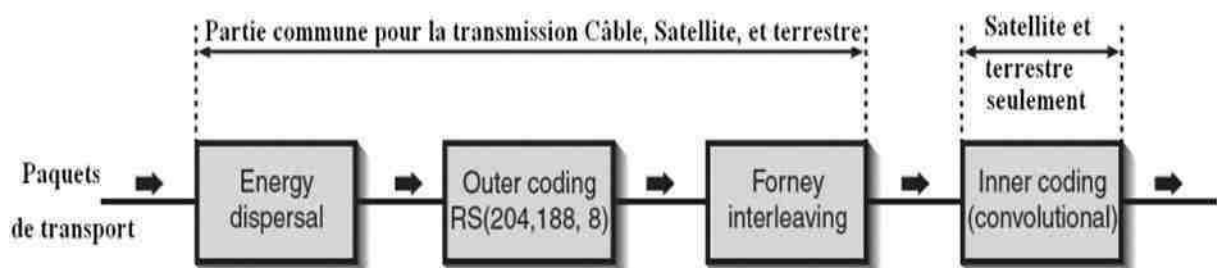 Partie commune pour la transmission Câble, Satellite, et terrestre
Satellite et
terrestre
seulement
Paquets
de transport
Energy
dispersal
Outer coding
RS(204,188, 8)
Forney
interleaving
Inner coding
(convolutional)